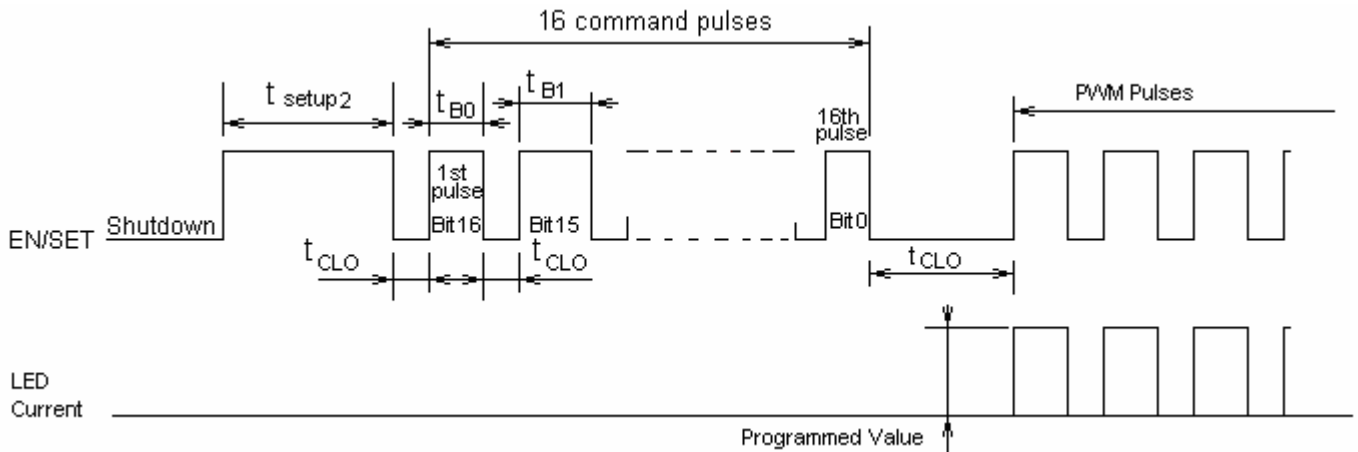 16 command pulses
t setup2
t B0
t B1
16th
pulse
PWM Pulses
1st
pulse
EN/SET
Shutdown
Bit16
Bit15
Bit0
t CLO
t CLO
t CLO
LED
Current
Programmed Value